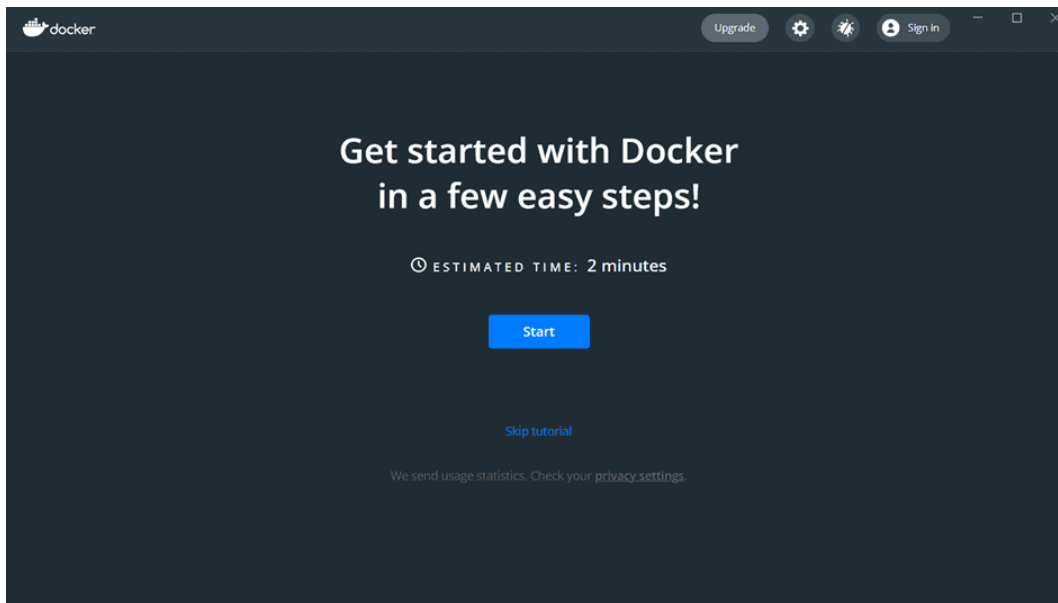 docker
Upgrade
Sign in
Get started with Docker
in a few easy steps!
ESTIMATED TIME: 2 minutes
Start
Skip tutorial
We send usage statistics. Check your privacy settings.